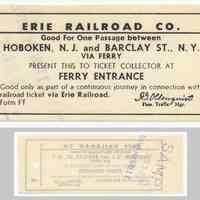 ERIE RAILROAD CO.
Good For One Passage between
HOBOKEN, N. J. and BARCLAY ST., N. Y.
VIA FERRY
PRESENT THIS TO TICKET COLLECTOR AT
FERRY ENTRANCE
Good only as part of a continuous journey in connection with
railroad ticket via Erie Railroad.
Form FT
Pass. Traffic Mgr.